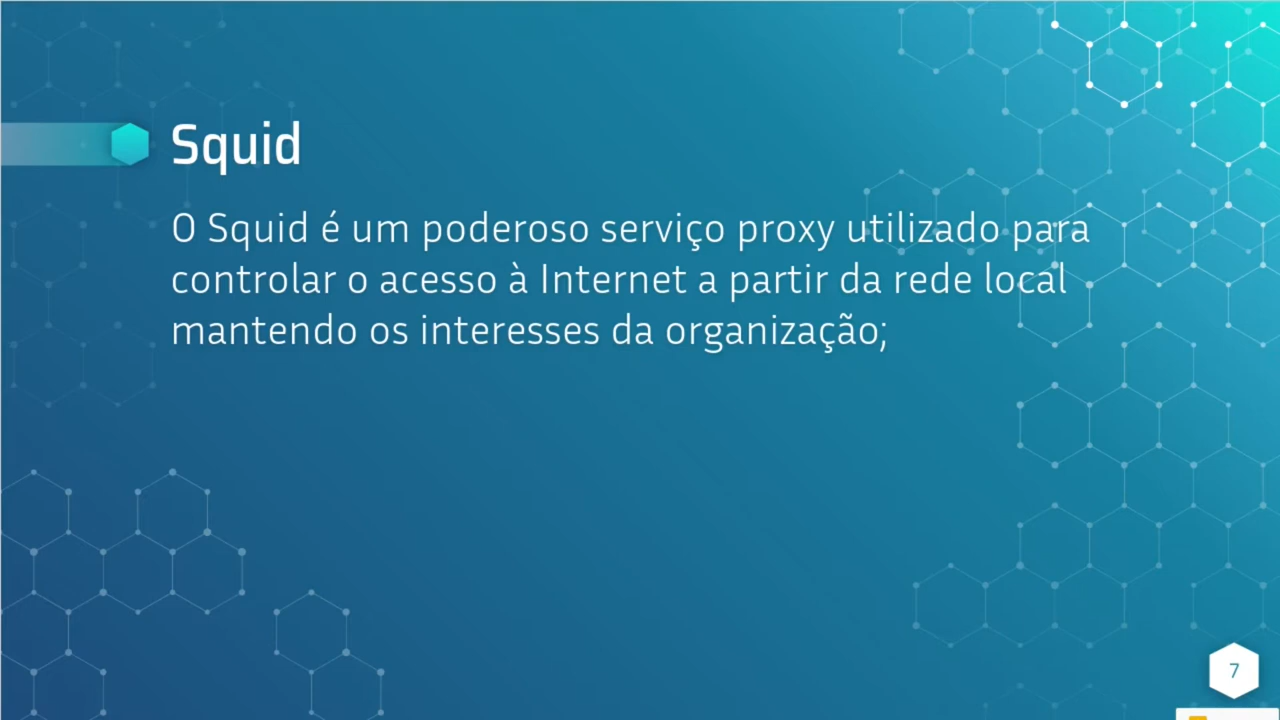 Squid
O Squid é um poderoso serviço proxy utilizado para
controlar o acesso à Internet a partir da rede local
mantendo os interesses da organização;
7